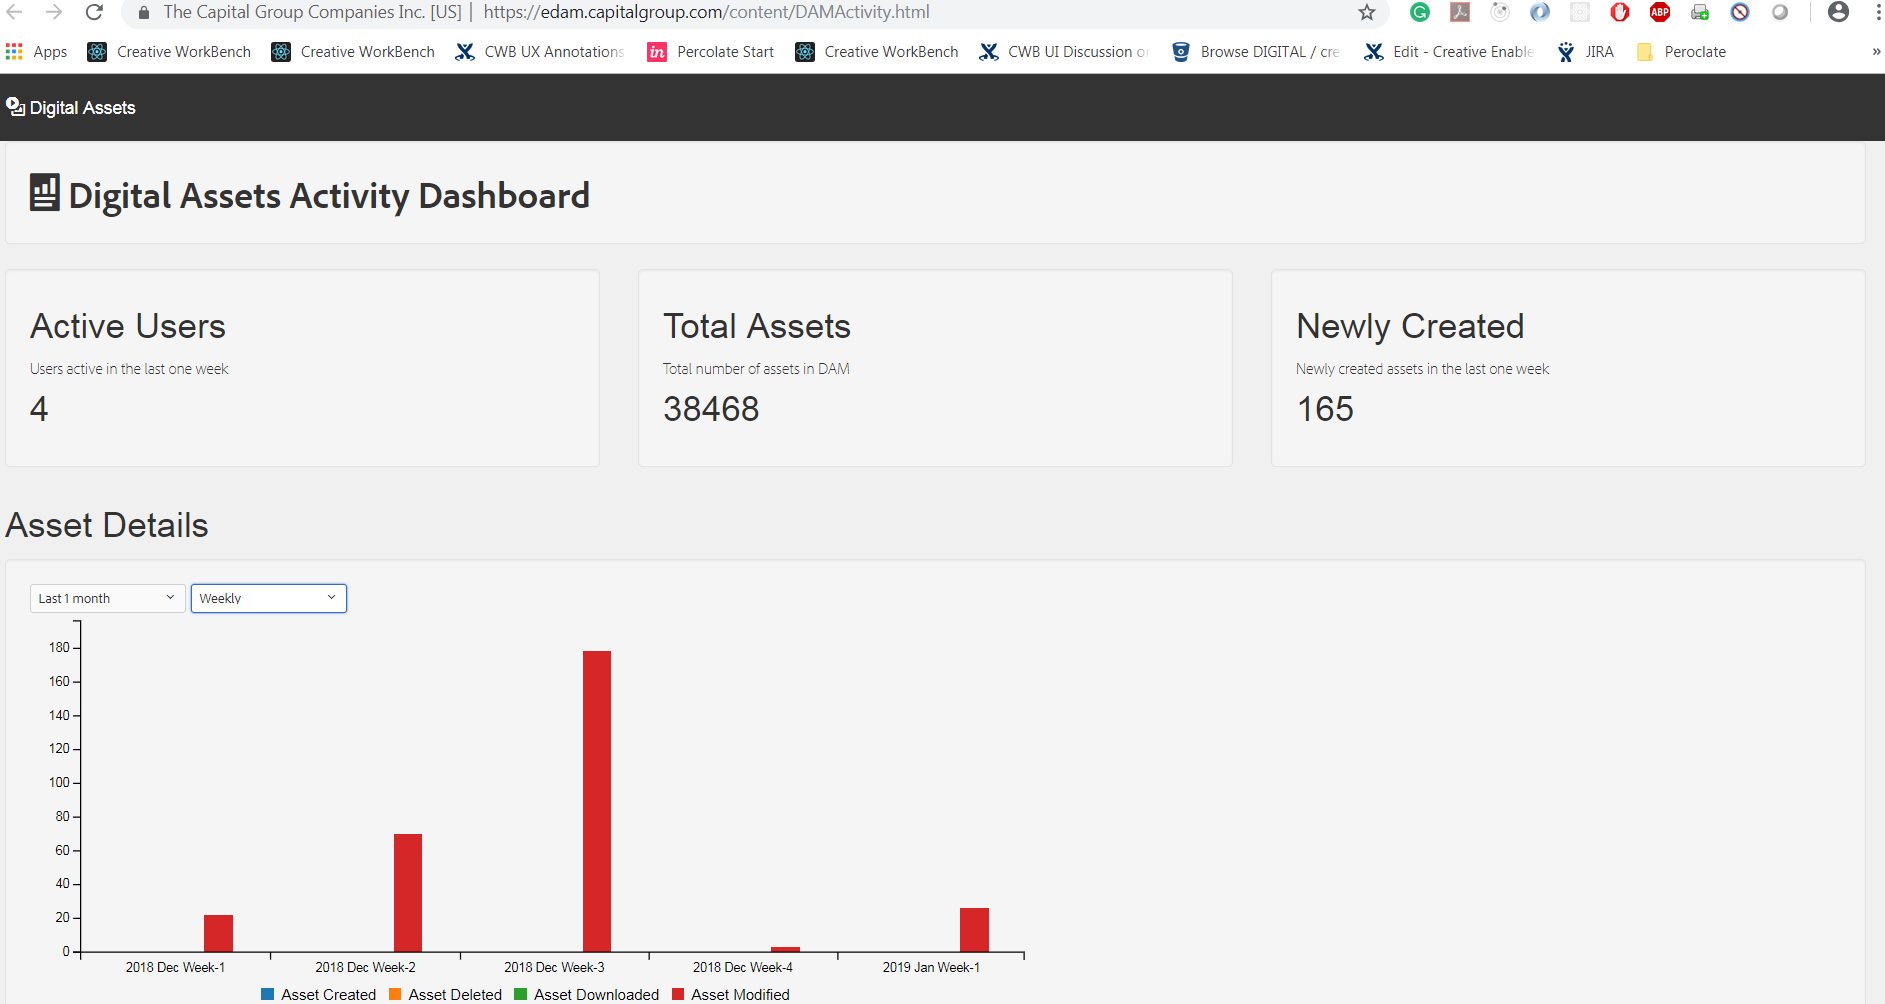 The Capital Group Companies Inc. [US] | https://edam.capitalgroup.com/content/DAMActivity.html
Apps Creative WorkBench Creative WorkBench CWB UX Annotations in Percolate Start Creative WorkBench CWB UI Discussion Browse DIGITAL / cre Edit - Creative Enable JIRA Peroclate »
Digital Assets
Digital Assets Activity Dashboard
Active Users
Users active in the last one week
4
Total Assets
Total number of assets in DAM
38468
Newly Created
Newly created assets in the last one week
165
Asset Details
Last 1 month Weekly
180
160
140
120
100
80
60
40
20
0
2018 Dec Week-1 2018 Dec Week-2 2018 Dec Week-3 2018 Dec Week-4 2019 Jan Week-1
Asset Created Asset Deleted Asset Downloaded Asset Modified